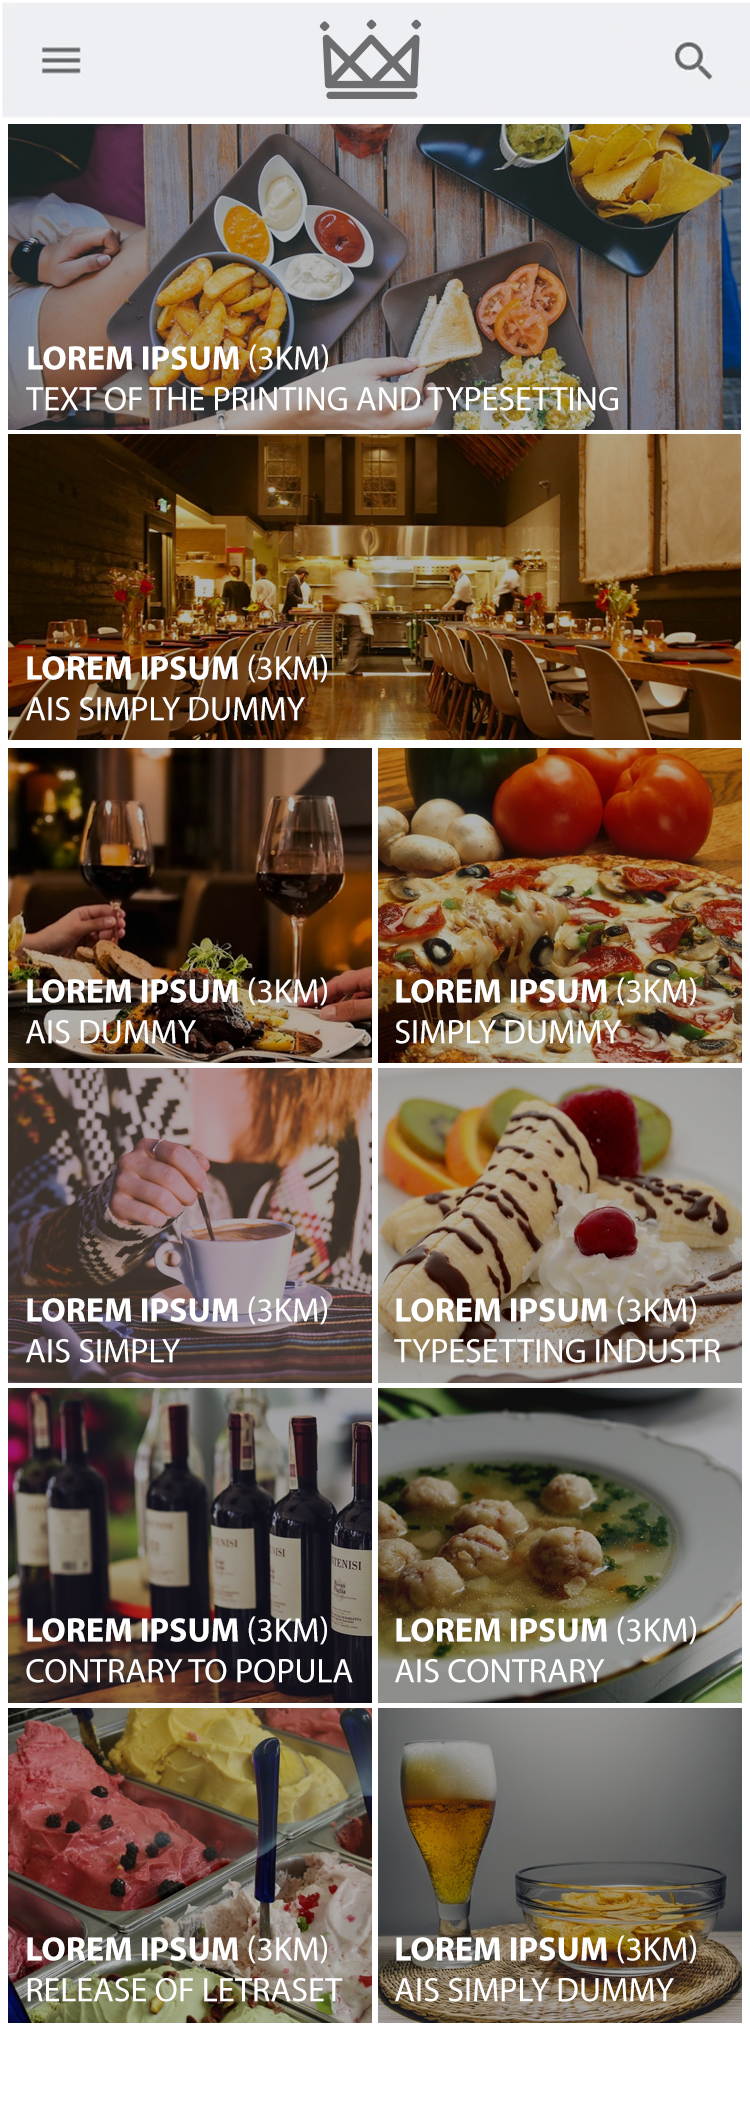 LOREM IPSUM (3KM)
TEXT OF THE PRINTING AND TYPESETTING
LOREM IPSUM (3KM)
AIS SIMPLY DUMMY
LOREM IPSUM (3KM)
AIS DUMMY
LOREM IPSUM (3KM)
SIMPLY DUMMY
LOREM IPSUM (3KM)
AIS SIMPLY
LOREM IPSUM (3KM)
TYPESETTING INDUSTR
LOREM IPSUM (3KM)
CONTRARY TO POPULA
LOREM IPSUM (3KM)
AIS CONTRARY
LOREM IPSUM (3KM)
RELEASE OF LETRASET
LOREM IPSUM (3KM)
AIS SIMPLY DUMMY